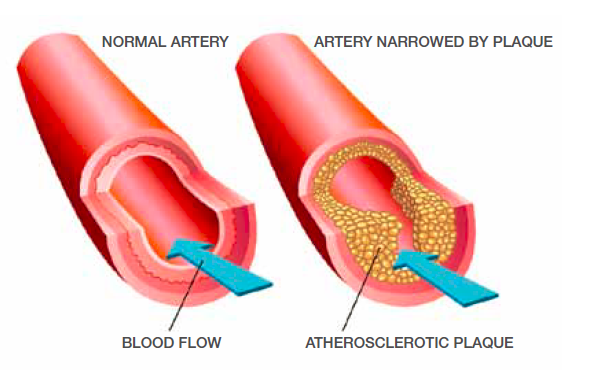 NORMAL ARTERY
ARTERY NARROWED BY PLAQUE
BLOOD FLOW
ATHEROSCLEROTIC PLAQUE